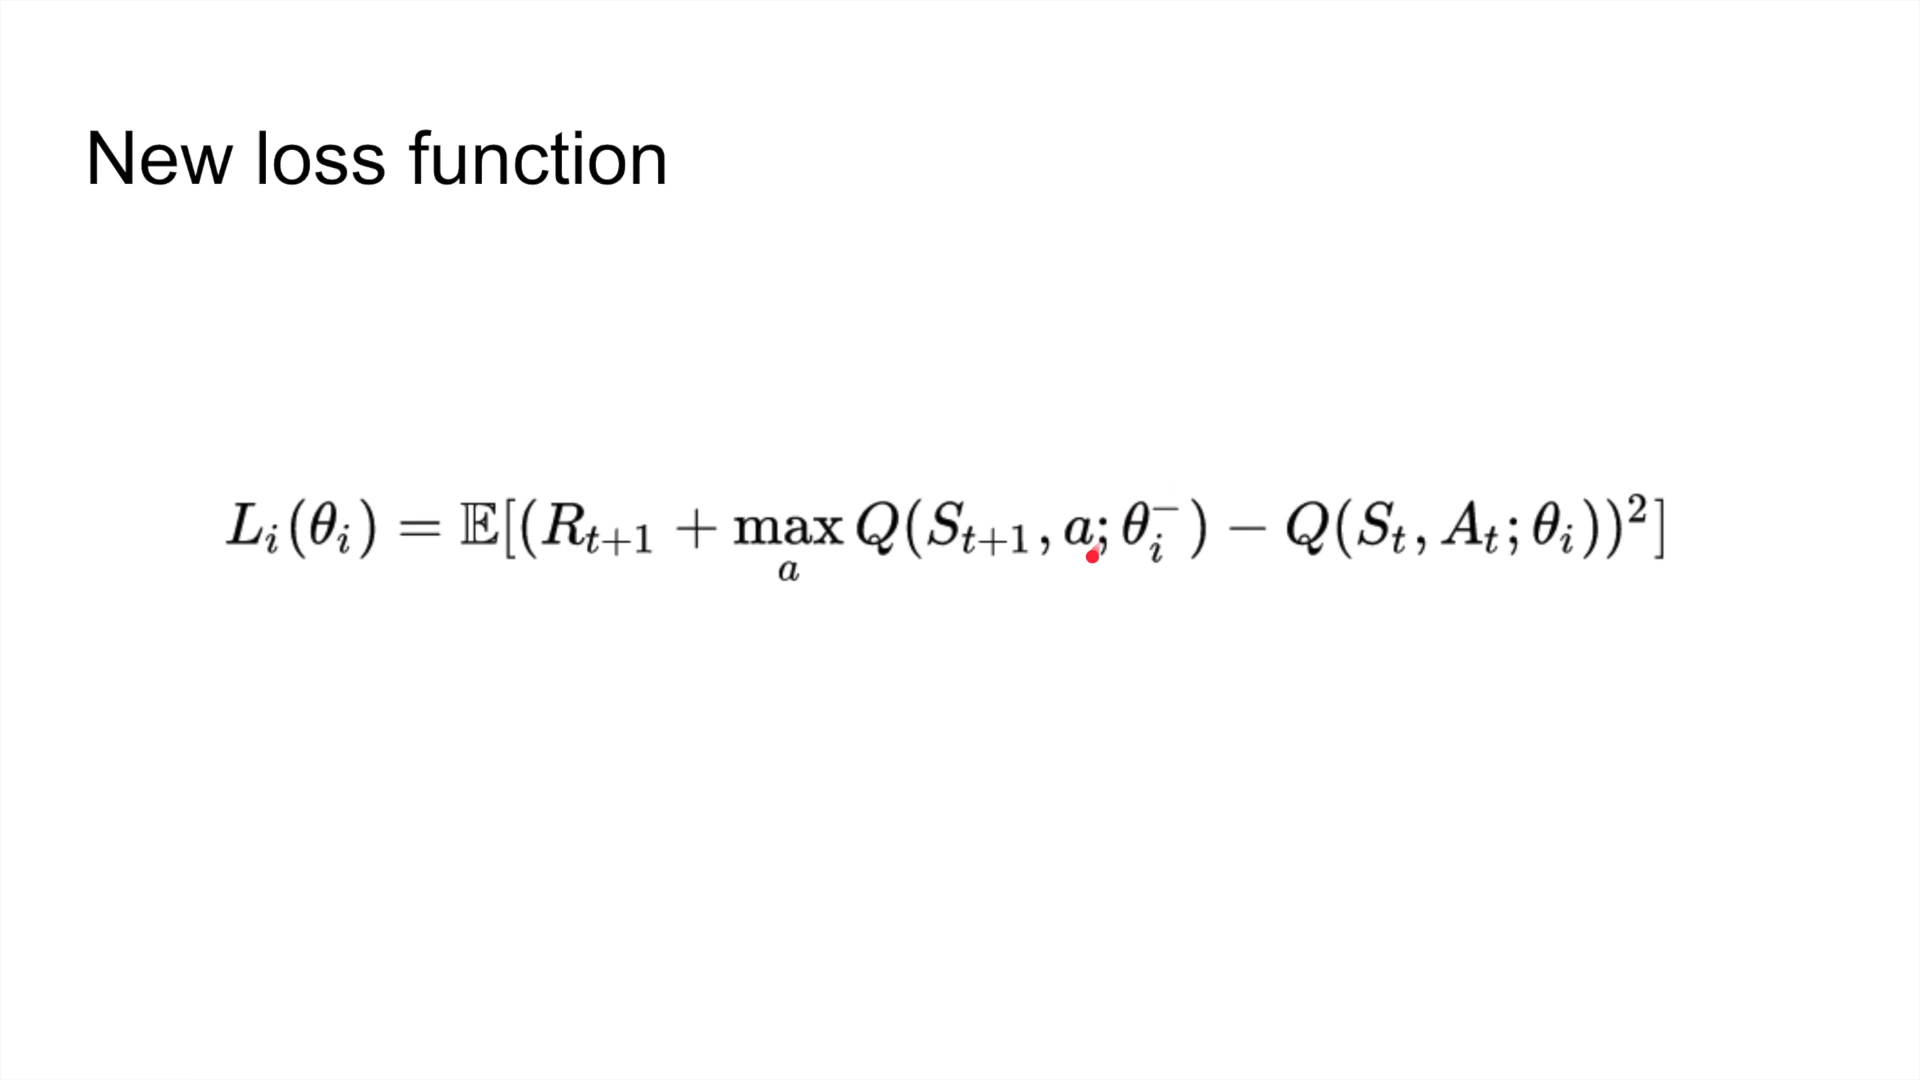 New loss function
L_i(θ_i) = 𝔼[(R_{t+1} + max_a Q(S_{t+1}, a; θ_i^-) − Q(S_t, A_t; θ_i))^2]